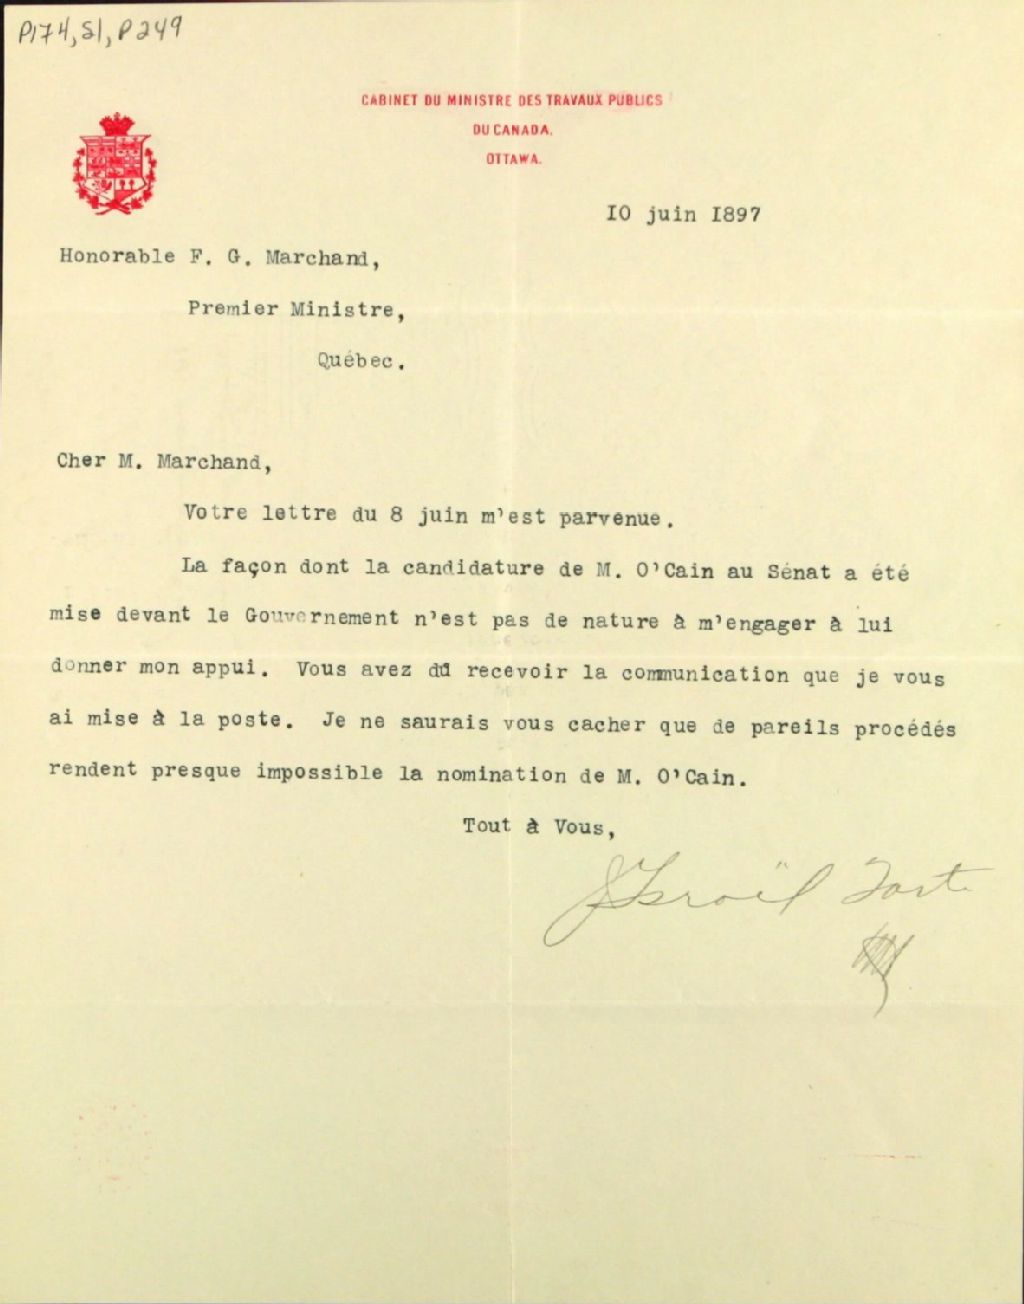 P174, S1, P249
CABINET DU MINISTRE DES TRAVAUX PUBLICS
DU CANADA.
OTTAWA.
IO juin I897
Honorable F. G. Marchand,
Premier Ministre,
Québec.
Cher M. Marchand,
Votre lettre du 8 juin m'est parvenue.
La façon dont la candidature de M. O'Cain au Sénat a été
mise devant le Gouvernement n'est pas de nature à m'engager à lui
donner mon appui. Vous avez dû recevoir la communication que je vous
ai mise à la poste. Je ne saurais vous cacher que de pareils procédés
rendent presque impossible la nomination de M. O'Cain.
Tout à Vous,
J Israël Tarte